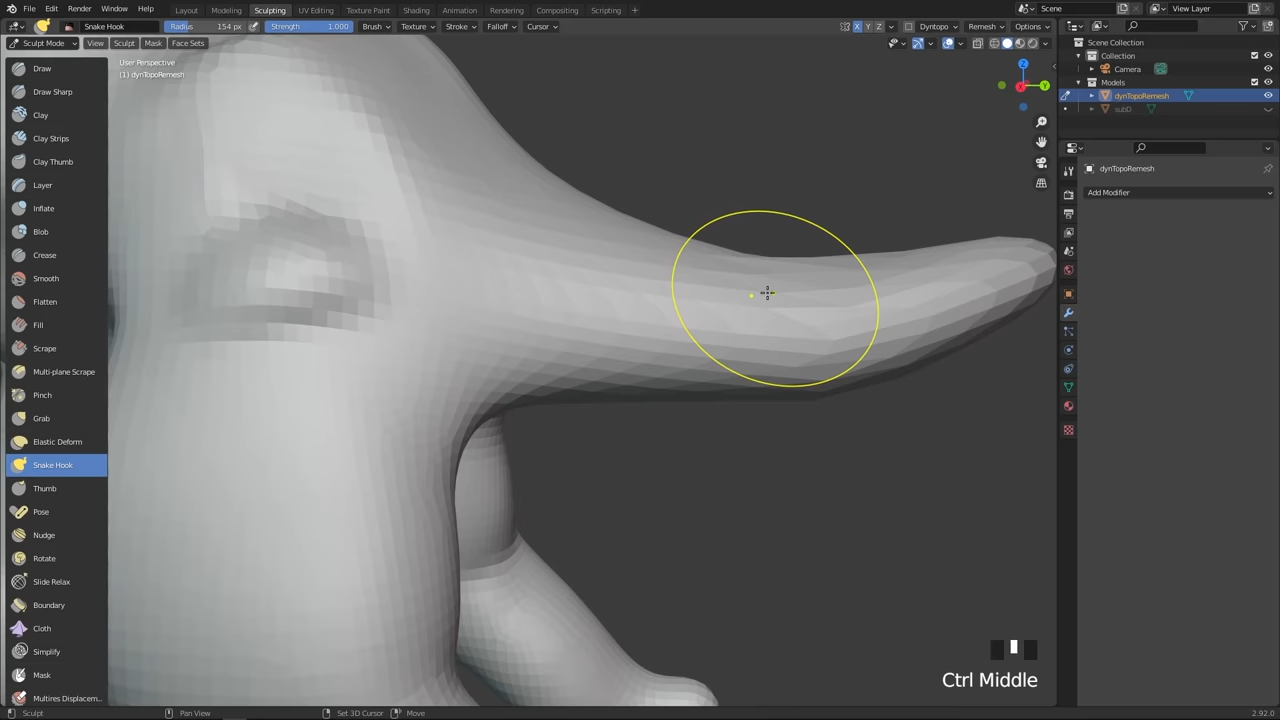 File Edit Render Window Help Layout Modeling Sculpting UV Editing Texture Paint Shading Animation Rendering Compositing Scripting + Scene View Layer
Snake Hook Radius 154 px Strength 1.000 Brush Texture Stroke Falloff Cursor X Y Z Dyntopo Remesh Options
Sculpt Mode View Sculpt Mask Face Sets
User Perspective
(1) dynTopoRemesh
Draw
Draw Sharp
Clay
Clay Strips
Clay Thumb
Layer
Inflate
Blob
Crease
Smooth
Flatten
Fill
Scrape
Multi-plane Scrape
Pinch
Grab
Elastic Deform
Snake Hook
Thumb
Pose
Nudge
Rotate
Slide Relax
Boundary
Cloth
Simplify
Mask
Multires Displacem...
Z
X
Y
Scene Collection
Collection
Camera
Models
dynTopoRemesh
subD
dynTopoRemesh
Add Modifier
Ctrl Middle
Sculpt Pan View Set 3D Cursor Move 2.92.0